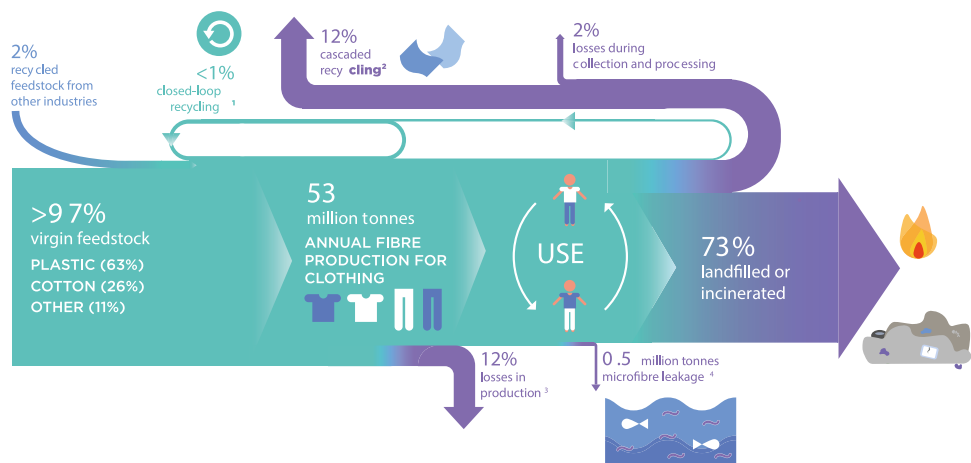 2%
recycled
feedstock from
other industries
<1%
closed-loop
recycling 1
12%
cascaded
recy cling2
2%
losses during
collection and processing
>9 7%
virgin feedstock
PLASTIC (63%)
COTTON (26%)
OTHER (11%)
53
million tonnes
ANNUAL FIBRE
PRODUCTION FOR
CLOTHING
USE
73%
landfilled or
incinerated
12%
losses in
production 3
0 .5 million tonnes
microfibre leakage 4